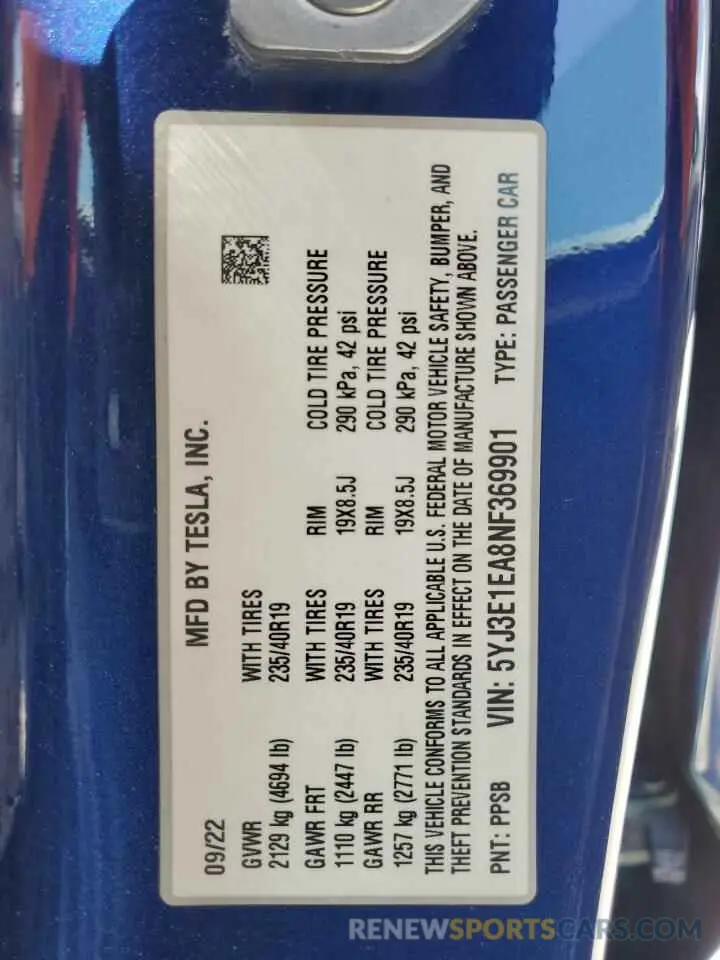 MFD BY TESLA, INC.
09/22
GVWR WITH TIRES
2129 kg (4694 lb) 235/40R19
GAWR FRT WITH TIRES RIM COLD TIRE PRESSURE
1110 kg (2447 lb) 235/40R19 19X8.5J 290 kPa, 42 psi
GAWR RR WITH TIRES RIM COLD TIRE PRESSURE
1257 kg (2771 lb) 235/40R19 19X8.5J 290 kPa, 42 psi
THIS VEHICLE CONFORMS TO ALL APPLICABLE U.S. FEDERAL MOTOR VEHICLE SAFETY, BUMPER, AND
THEFT PREVENTION STANDARDS IN EFFECT ON THE DATE OF MANUFACTURE SHOWN ABOVE.
PNT: PPSB VIN: 5YJ3E1EA8NF369901 TYPE: PASSENGER CAR
RENEWSPORTSCARS.COM